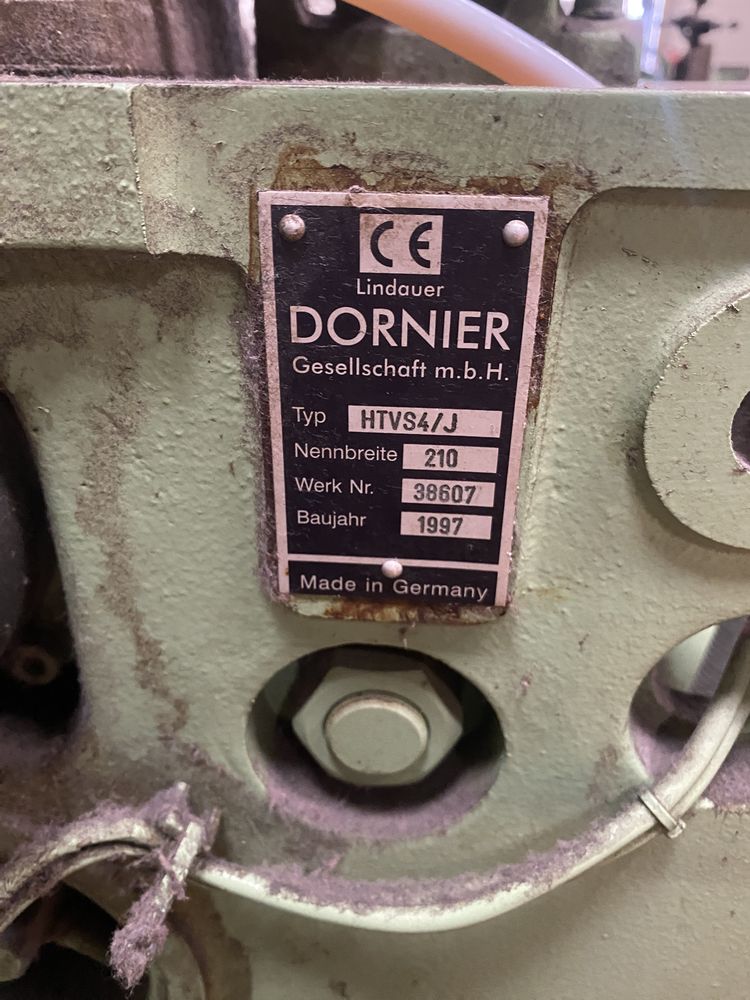 CE
Lindauer
DORNIER
Gesellschaft m.b.H.
Typ HTVS4/J
Nennbreite 210
Werk Nr. 38607
Baujahr 1997
Made in Germany